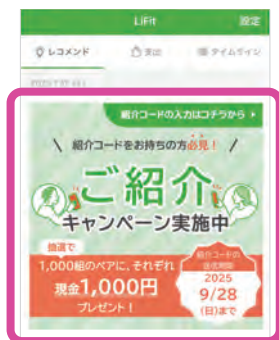 LiFit
設定
レコメンド
支出
タイムライン
紹介コードの入力はコチラから
紹介コードをお持ちの方必見!
ご紹介
キャンペーン実施中
抽選で
1,000組のペアに、それぞれ
現金1,000円
プレゼント!
紹介コードの
2025
9/28
(日)まで